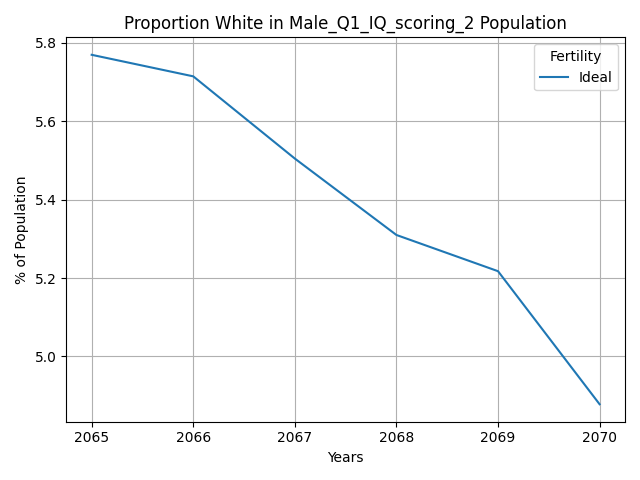 Proportion White in Male_Q1_IQ_scoring_2 Population
5.8
5.6
5.4
5.2
5.0
% of Population
Fertility
Ideal
2065 2066 2067 2068 2069 2070
Years